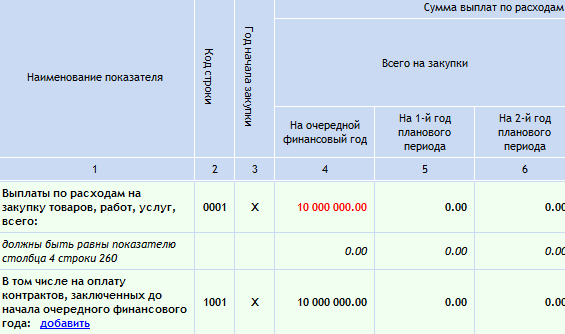 Сумма выплат по расходам
Наименование показателя
Код строки
Год начала закупки
Всего на закупки
На очередной
финансовый год
На 1-й год
планового
периода
На 2-й год
планового
периода
1 2 3 4 5 6
Выплаты по расходам на
закупку товаров, работ, услуг,
всего:
0001 X 10 000 000.00 0.00 0.00
должны быть равны показателю
столбца 4 строки 260
0.00 0.00 0.00
В том числе на оплату
контрактов, заключенных до
начала очередного финансового
года: добавить
1001 X 10 000 000.00 0.00 0.00